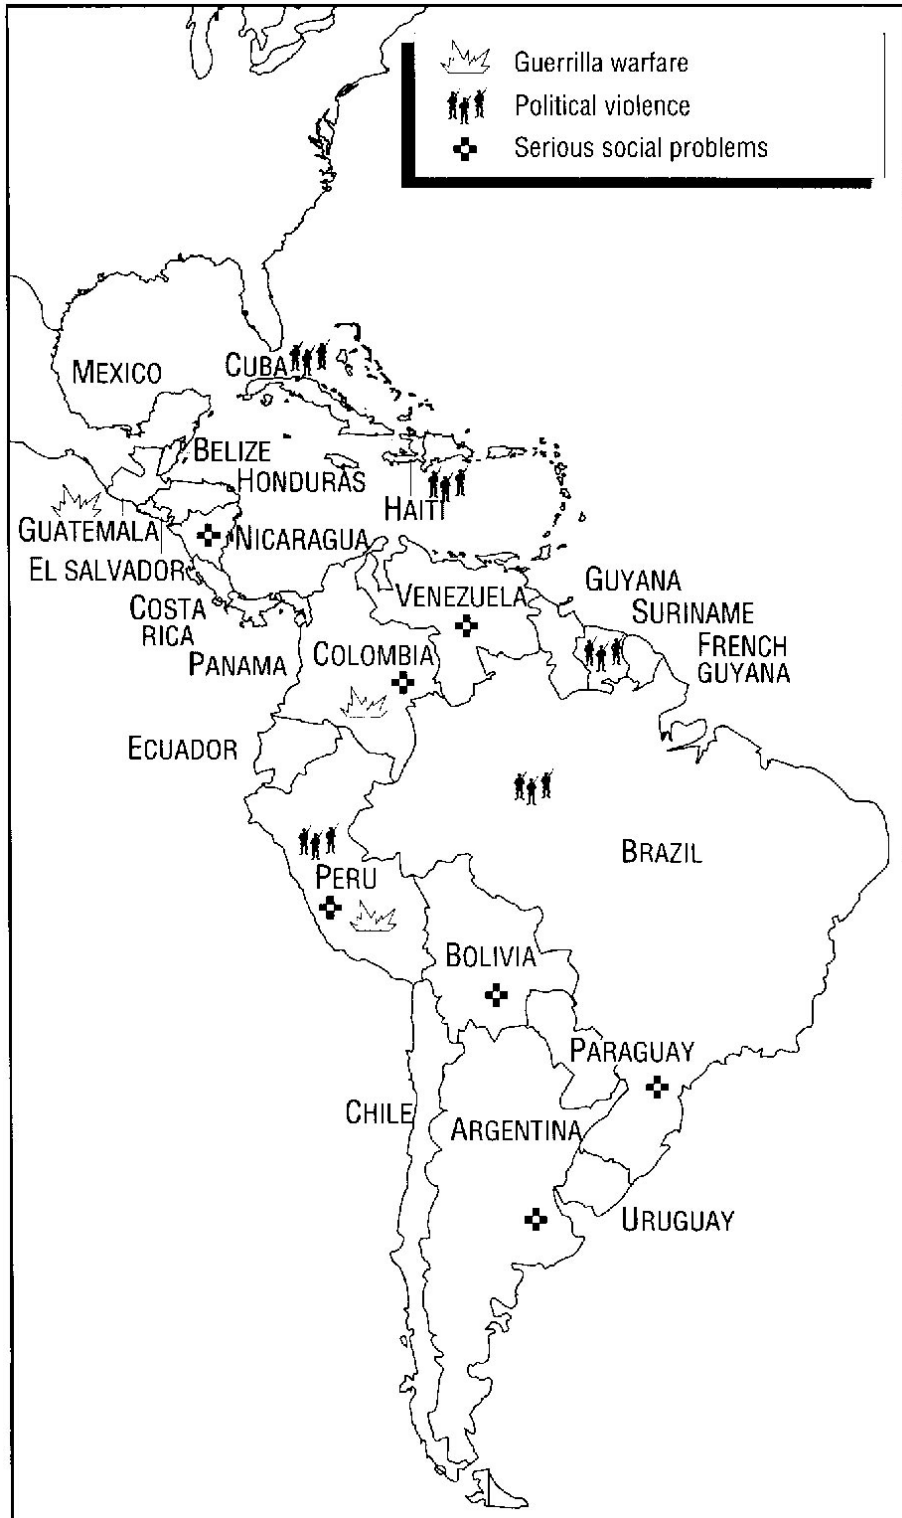 Guerrilla warfare
Political violence
Serious social problems
MEXICO
CUBA
BELIZE
HONDURAS
HAITI
GUATEMALA
NICARAGUA
EL SALVADOR
COSTA
RICA
PANAMA
VENEZUELA
GUYANA
SURINAME
FRENCH
GUYANA
COLOMBIA
ECUADOR
BRAZIL
PERU
BOLIVIA
PARAGUAY
CHILE
ARGENTINA
URUGUAY